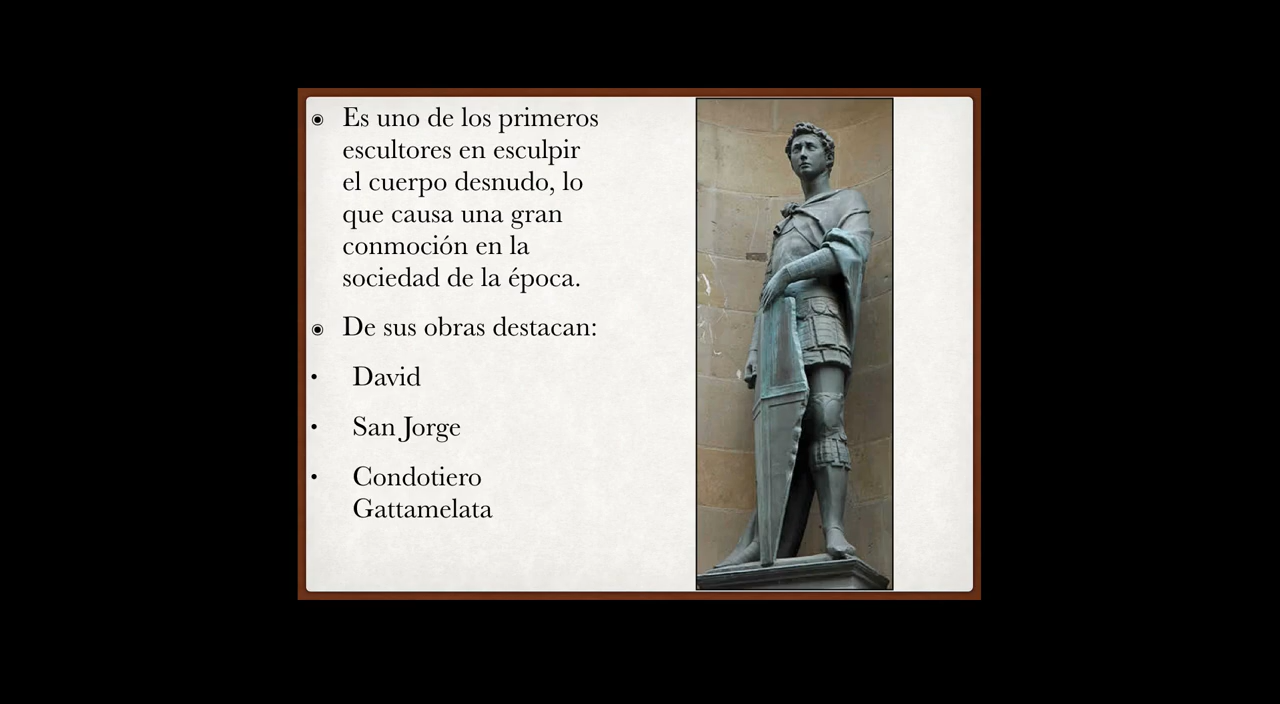 Es uno de los primeros
escultores en esculpir
el cuerpo desnudo, lo
que causa una gran
conmoción en la
sociedad de la época.
De sus obras destacan:
David
San Jorge
Condotiero
Gattamelata